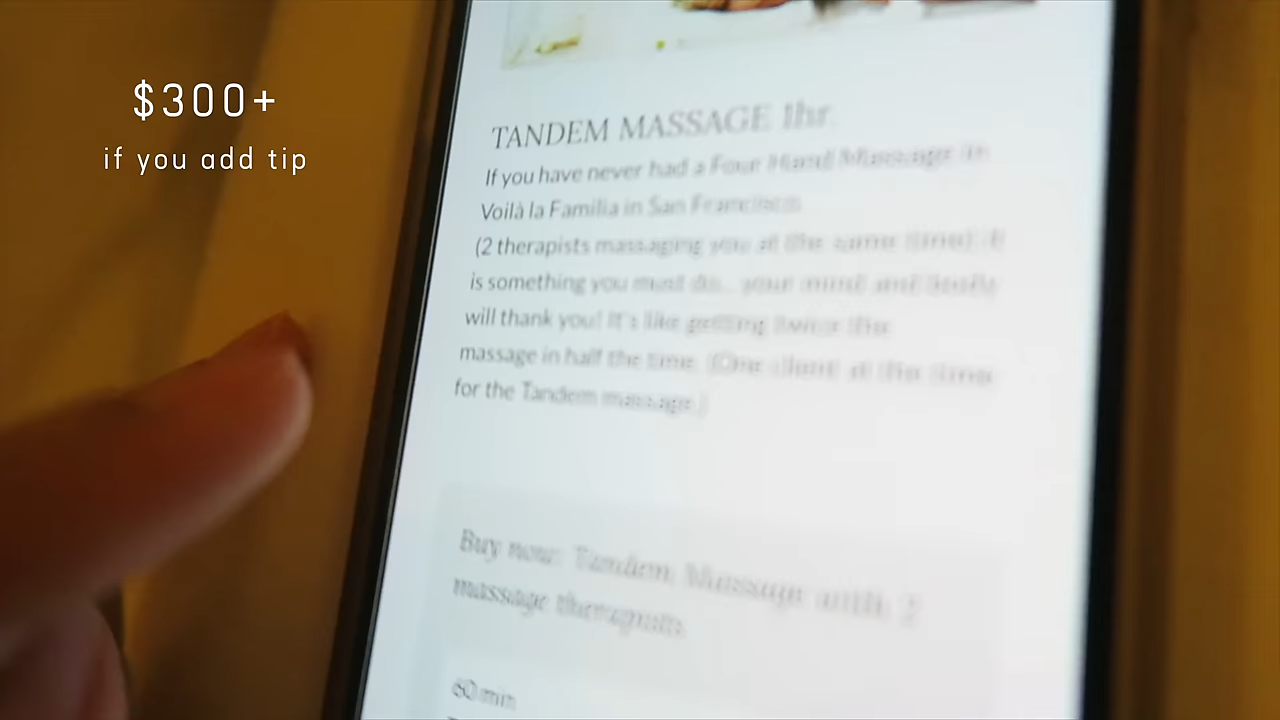 $300+
if you add tip
TANDEM MASSAGE 1hr.
If you have never had a Four Hand Massage in
Voilà la Familia in San Francisco
(2 therapists massaging you at the same time) it
is something you must do... your mind and body
will thank you! It's like getting twice the
massage in half the time. (One client at the time
for the Tandem massage.)
Buy now: Tandem Massage with 2
massage therapists.
60 min